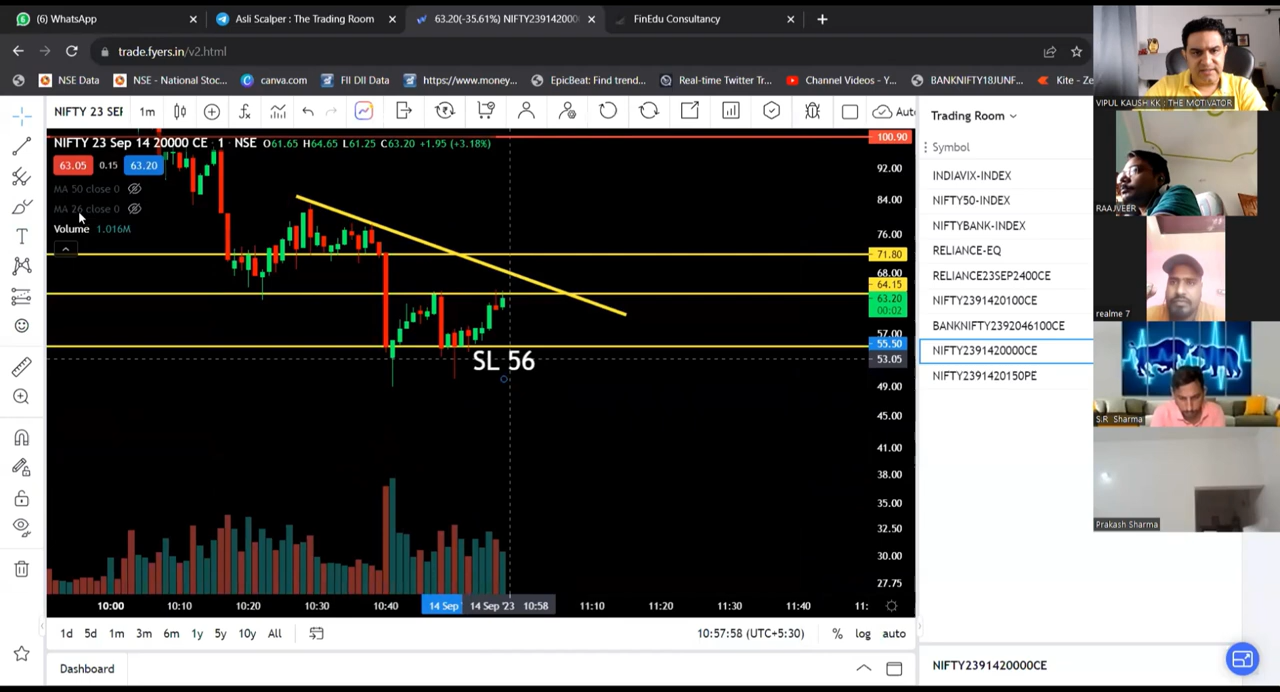 (6) WhatsApp
Asli Scalper : The Trading Room
63.20(-35.61%) NIFTY2391420000
FinEdu Consultancy
trade.fyers.in/v2.html
NSE Data
NSE - National Stoc...
canva.com
FII DII Data
https://www.money...
EpicBeat: Find trend...
Real-time Twitter Tr...
Channel Videos - Y...
BANKNIFTY18JUNF...
Kite - Ze
NIFTY 23 SEP
1m
Auto
NIFTY 23 Sep 14 20000 CE · 1 · NSE O61.65 H64.65 L61.25 C63.20 +1.95 (+3.18%)
63.05 0.15 63.20
MA 50 close 0
MA 26 close 0
Volume 1.016M
SL 56
100.90
92.00
84.00
76.00
71.80
68.00
64.15
63.20
00:02
57.00
55.50
53.05
49.00
45.00
41.00
38.00
35.00
32.50
30.00
27.75
10:00 10:10 10:20 10:30 10:40 14 Sep 14 Sep '23 10:58 11:10 11:20 11:30 11:40 11:
1d 5d 1m 3m 6m 1y 5y 10y All
10:57:58 (UTC+5:30) % log auto
Dashboard
Trading Room
Symbol
INDIAVIX-INDEX
NIFTY50-INDEX
NIFTYBANK-INDEX
RELIANCE-EQ
RELIANCE23SEP2400CE
NIFTY2391420100CE
BANKNIFTY2392046100CE
NIFTY2391420000CE
NIFTY2391420150PE
NIFTY2391420000CE
VIPUL KAUSHIKK : THE MOTIVATOR
RAAJVEER
realme 7
S.R Sharma
Prakash Sharma